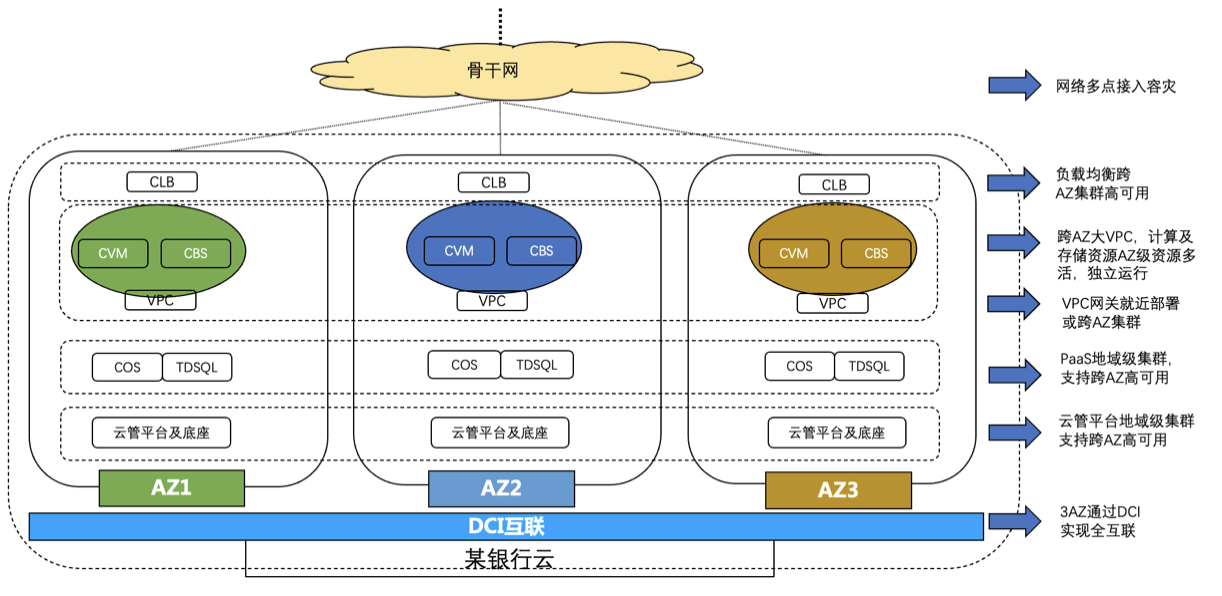 骨干网
网络多点接入容灾
CLB
CLB
CLB
负载均衡跨
AZ集群高可用
CVM
CBS
CVM
CBS
CVM
CBS
跨AZ大VPC，计算及
存储资源AZ级资源多
活，独立运行
VPC
VPC
VPC
VPC网关就近部署
或跨AZ集群
COS
TDSQL
COS
TDSQL
COS
TDSQL
PaaS地域级集群，
支持跨AZ高可用
云管平台及底座
云管平台及底座
云管平台及底座
云管平台地域级集群
支持跨AZ高可用
AZ1
AZ2
AZ3
DCI互联
3AZ通过DCI
实现全互联
某银行云